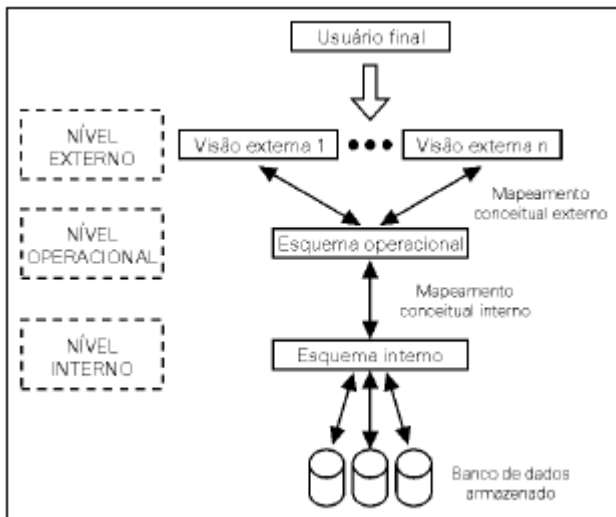 Usuário final
NÍVEL
EXTERNO
Visão externa 1
Visão externa n
Mapeamento
conceitual externo
NÍVEL
OPERACIONAL
Esquema operacional
Mapeamento
conceitual interno
NÍVEL
INTERNO
Esquema interno
Banco de dados
armazenado